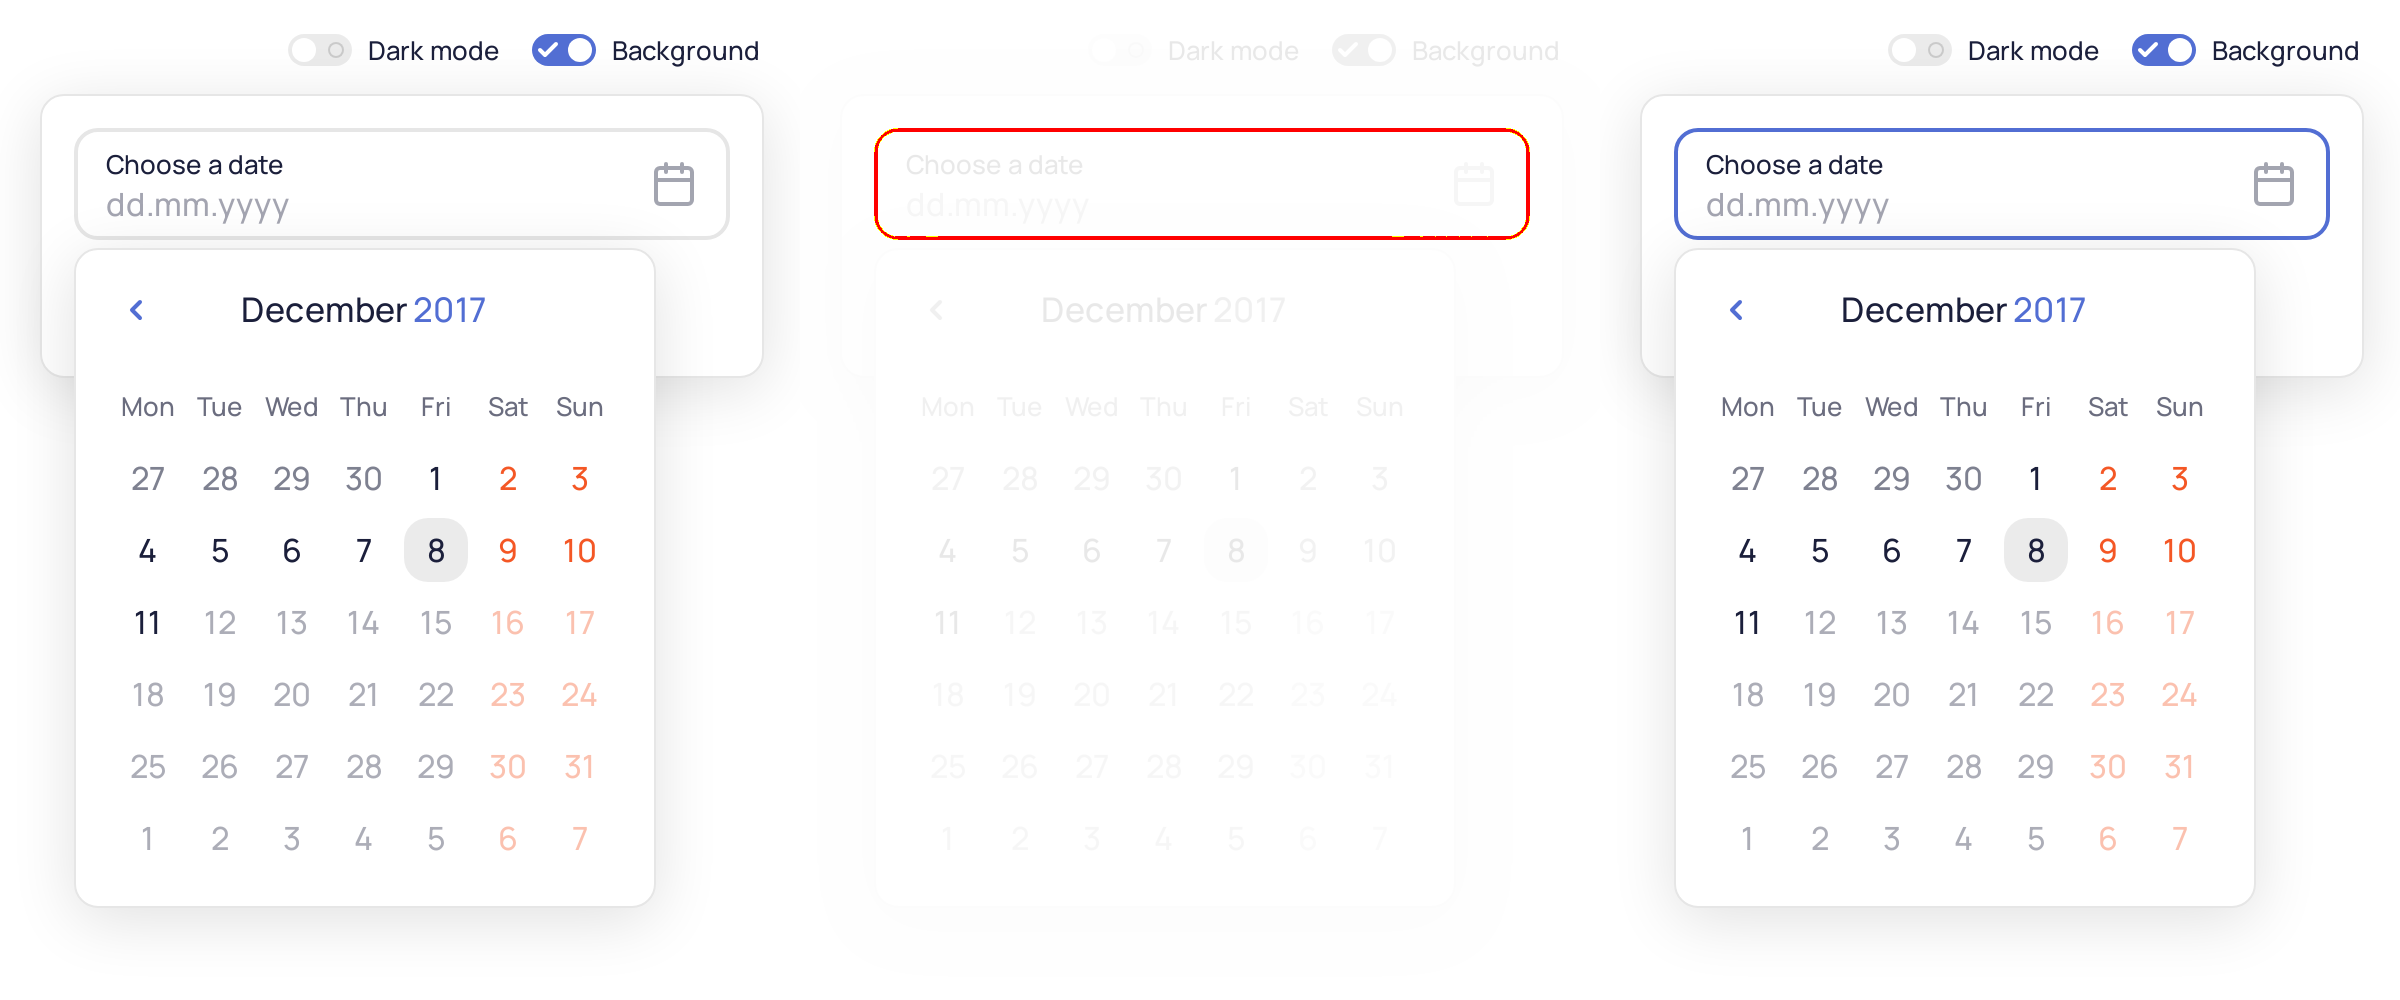 Dark mode Background
Choose a date
dd.mm.yyyy
December 2017
Mon Tue Wed Thu Fri Sat Sun
27 28 29 30 1 2 3
4 5 6 7 8 9 10
11 12 13 14 15 16 17
18 19 20 21 22 23 24
25 26 27 28 29 30 31
1 2 3 4 5 6 7
Dark mode Background
Choose a date
dd.mm.yyyy
December 2017
Mon Tue Wed Thu Fri Sat Sun
27 28 29 30 1 2 3
4 5 6 7 8 9 10
11 12 13 14 15 16 17
18 19 20 21 22 23 24
25 26 27 28 29 30 31
1 2 3 4 5 6 7
Dark mode Background
Choose a date
dd.mm.yyyy
December 2017
Mon Tue Wed Thu Fri Sat Sun
27 28 29 30 1 2 3
4 5 6 7 8 9 10
11 12 13 14 15 16 17
18 19 20 21 22 23 24
25 26 27 28 29 30 31
1 2 3 4 5 6 7